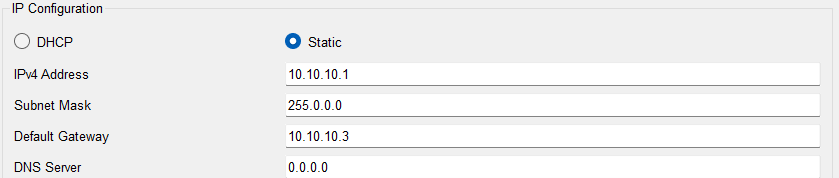 IP Configuration
DHCP Static
IPv4 Address 10.10.10.1
Subnet Mask 255.0.0.0
Default Gateway 10.10.10.3
DNS Server 0.0.0.0